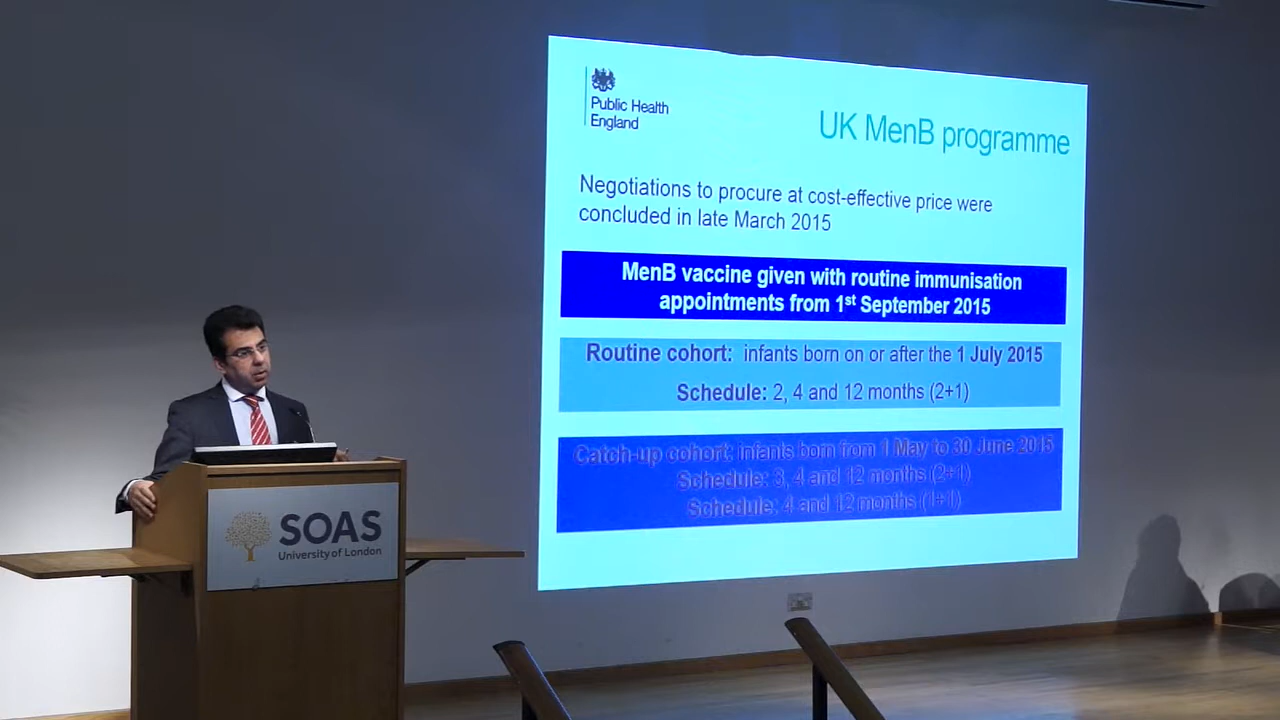 Public Health
England
UK MenB programme
Negotiations to procure at cost-effective price were
concluded in late March 2015
MenB vaccine given with routine immunisation
appointments from 1st September 2015
Routine cohort: infants born on or after the 1 July 2015
Schedule: 2, 4 and 12 months (2+1)
Catch-up cohort: infants born from 1 May to 30 June 2015
Schedule: 3, 4 and 12 months (2+1)
Schedule: 4 and 12 months (1+1)
SOAS
University of London